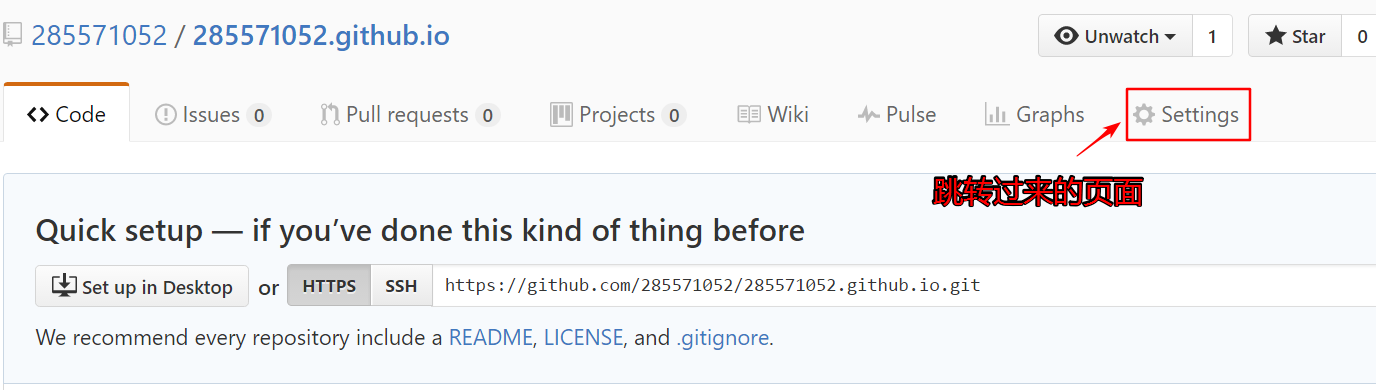 285571052 / 285571052.github.io
Unwatch 1 Star 0
Code Issues 0 Pull requests 0 Projects 0 Wiki Pulse Graphs Settings
跳转过来的页面
Quick setup — if you’ve done this kind of thing before
Set up in Desktop or HTTPS SSH https://github.com/285571052/285571052.github.io.git
We recommend every repository include a README, LICENSE, and .gitignore.